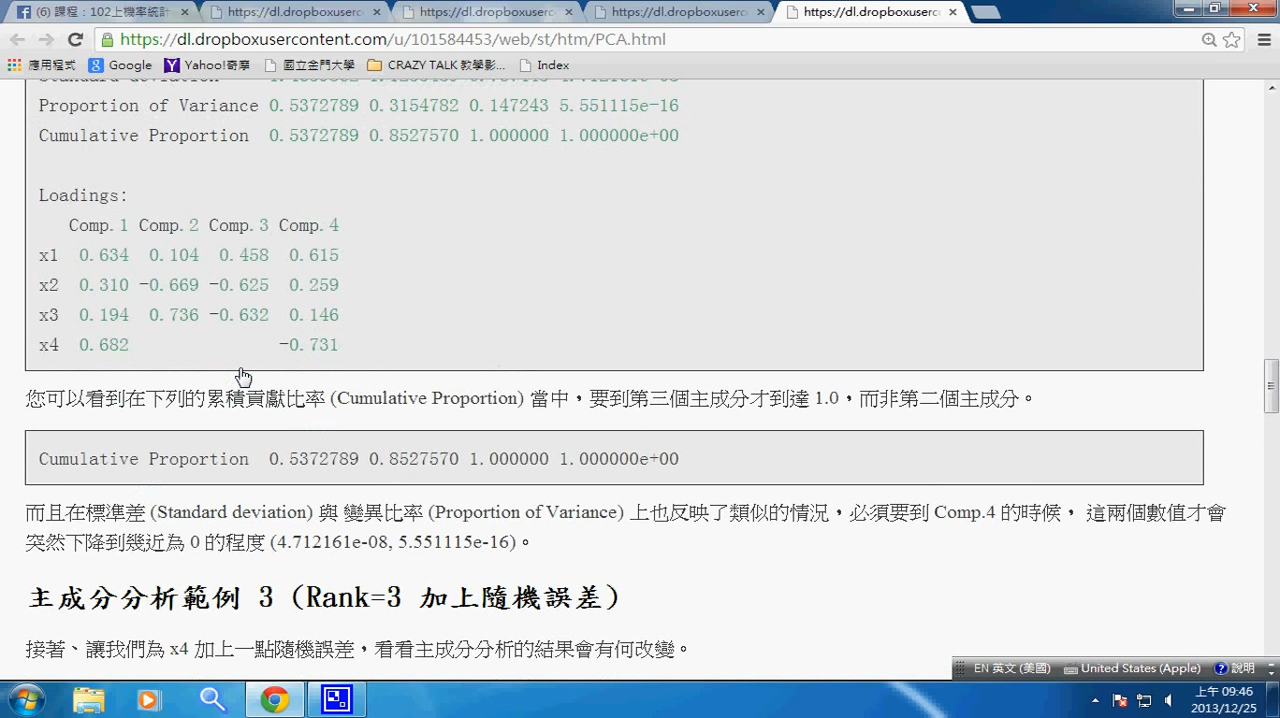 (6) 課程：102上機率統計
https://dl.dropboxuserc
https://dl.dropboxuserc
https://dl.dropboxuserc
https://dl.dropboxuserc
https://dl.dropboxusercontent.com/u/101584453/web/st/htm/PCA.html
應用程式 Google Yahoo!奇摩 國立金門大學 CRAZY TALK 教學影... Index
Proportion of Variance 0.5372789 0.3154782 0.147243 5.551115e-16
Cumulative Proportion 0.5372789 0.8527570 1.000000 1.000000e+00
Loadings:
Comp.1 Comp.2 Comp.3 Comp.4
x1 0.634 0.104 0.458 0.615
x2 0.310 -0.669 -0.625 0.259
x3 0.194 0.736 -0.632 0.146
x4 0.682 -0.731
您可以看到在下列的累積貢獻比率 (Cumulative Proportion) 當中，要到第三個主成分才到達 1.0，而非第二個主成分。
Cumulative Proportion 0.5372789 0.8527570 1.000000 1.000000e+00
而且在標準差 (Standard deviation) 與 變異比率 (Proportion of Variance) 上也反映了類似的情況，必須要到 Comp.4 的時候， 這兩個數值才會
突然下降到幾近為 0 的程度 (4.712161e-08, 5.551115e-16)。
主成分分析範例 3 (Rank=3 加上隨機誤差)
接著、讓我們為 x4 加上一點隨機誤差，看看主成分分析的結果會有何改變。
EN 英文 (美國) United States (Apple) 說明
上午 09:46
2013/12/25